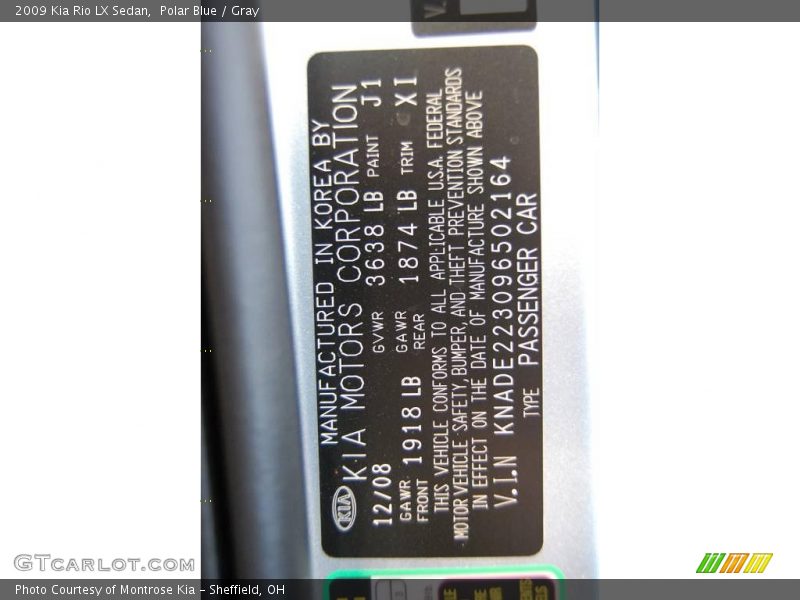 2009 Kia Rio LX Sedan, Polar Blue / Gray
MANUFACTURED IN KOREA BY
KIA KIA MOTORS CORPORATION
12/08 GVWR 3638 LB PAINT J1
GAWR FRONT 1918 LB GAWR REAR 1874 LB TRIM XI
THIS VEHICLE CONFORMS TO ALL APPLICABLE U.S.A. FEDERAL
MOTOR VEHICLE SAFETY, BUMPER, AND THEFT PREVENTION STANDARDS
IN EFFECT ON THE DATE OF MANUFACTURE SHOWN ABOVE
V.I.N KNADE223096502164
TYPE PASSENGER CAR
GTCarlot.com
Photo Courtesy of Montrose Kia - Sheffield, OH